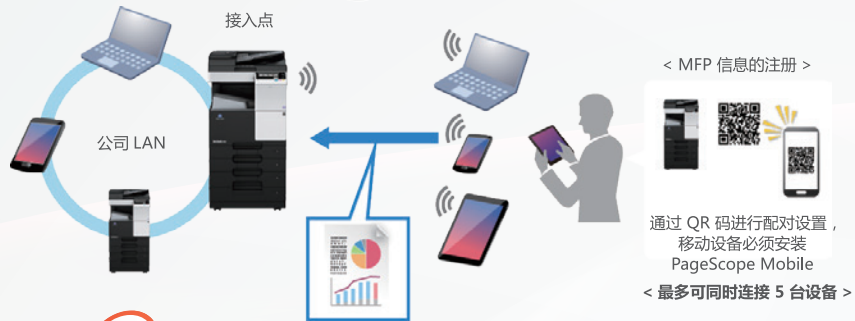 接入点
公司 LAN
< MFP 信息的注册 >
通过 QR 码进行配对设置，
移动设备必须安装
PageScope Mobile
< 最多可同时连接 5 台设备 >